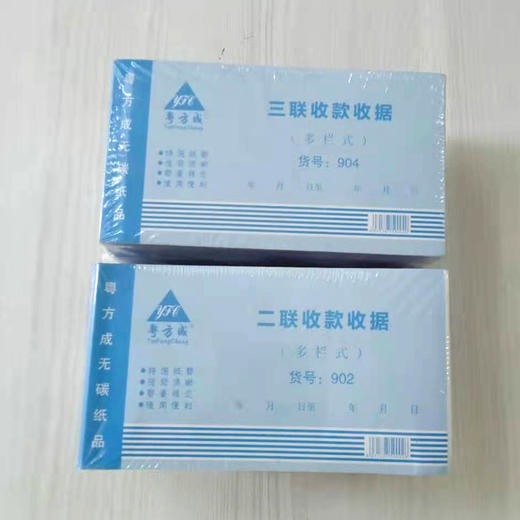 粤方成无碳纸品
YFC
粤方成
YueFangCheng
三联收款收据
（多栏式）
货号：904
年 月 日至 年 月 日
粤方成无碳纸品
YFC
粤方成
YueFangCheng
二联收款收据
（多栏式）
货号：902
年 月 日至 年 月 日